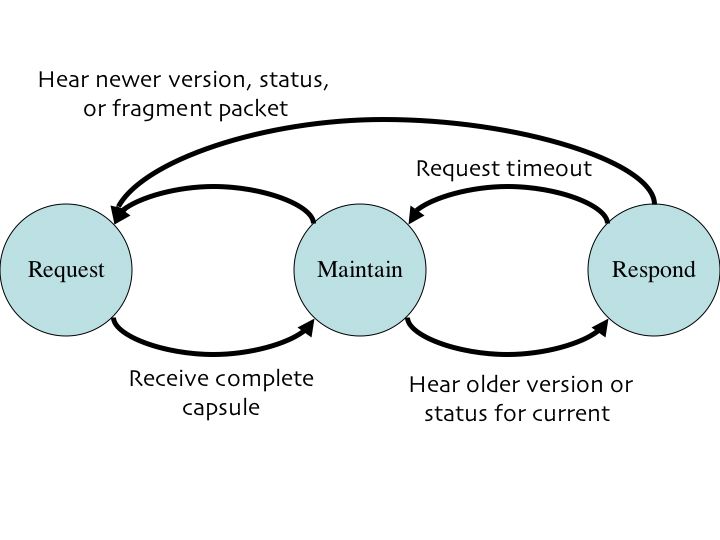 Hear newer version, status,
or fragment packet
Request timeout
Request
Maintain
Respond
Receive complete
capsule
Hear older version or
status for current